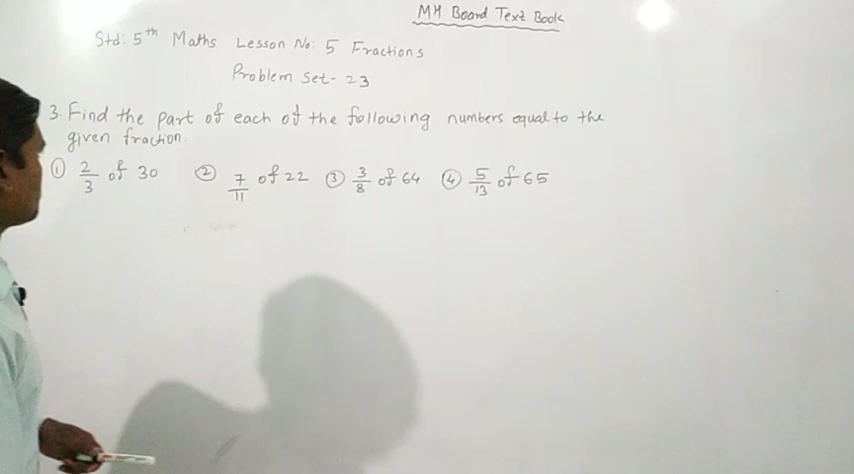 MH Board Text Book
Std: 5th Maths Lesson No: 5 Fractions
Problem Set- 23
3. Find the part of each of the following numbers equal to the
given fraction.
① 2/3 of 30 ② 7/11 of 22 ③ 3/8 of 64 ④ 5/13 of 65